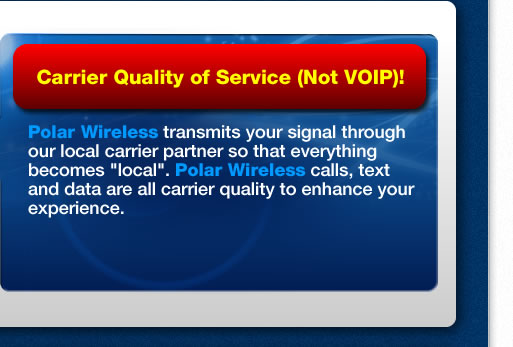 Carrier Quality of Service (Not VOIP)!
Polar Wireless transmits your signal through
our local carrier partner so that everything
becomes "local". Polar Wireless calls, text
and data are all carrier quality to enhance your
experience.